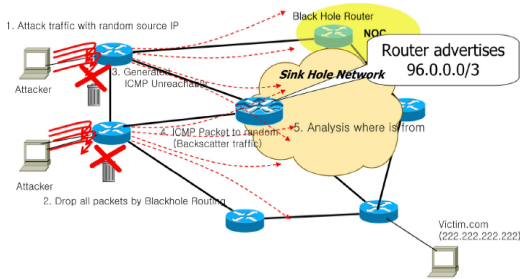 1. Attack traffic with random source IP
Black Hole Router
NOC
Router advertises
96.0.0.0/3
3. Generates
ICMP Unreachable
Sink Hole Network
Attacker
4. ICMP Packet to random
(Backscatter traffic)
5. Analysis where is from
Attacker
2. Drop all packets by Blackhole Routing
Victim.com
(222.222.222.222)